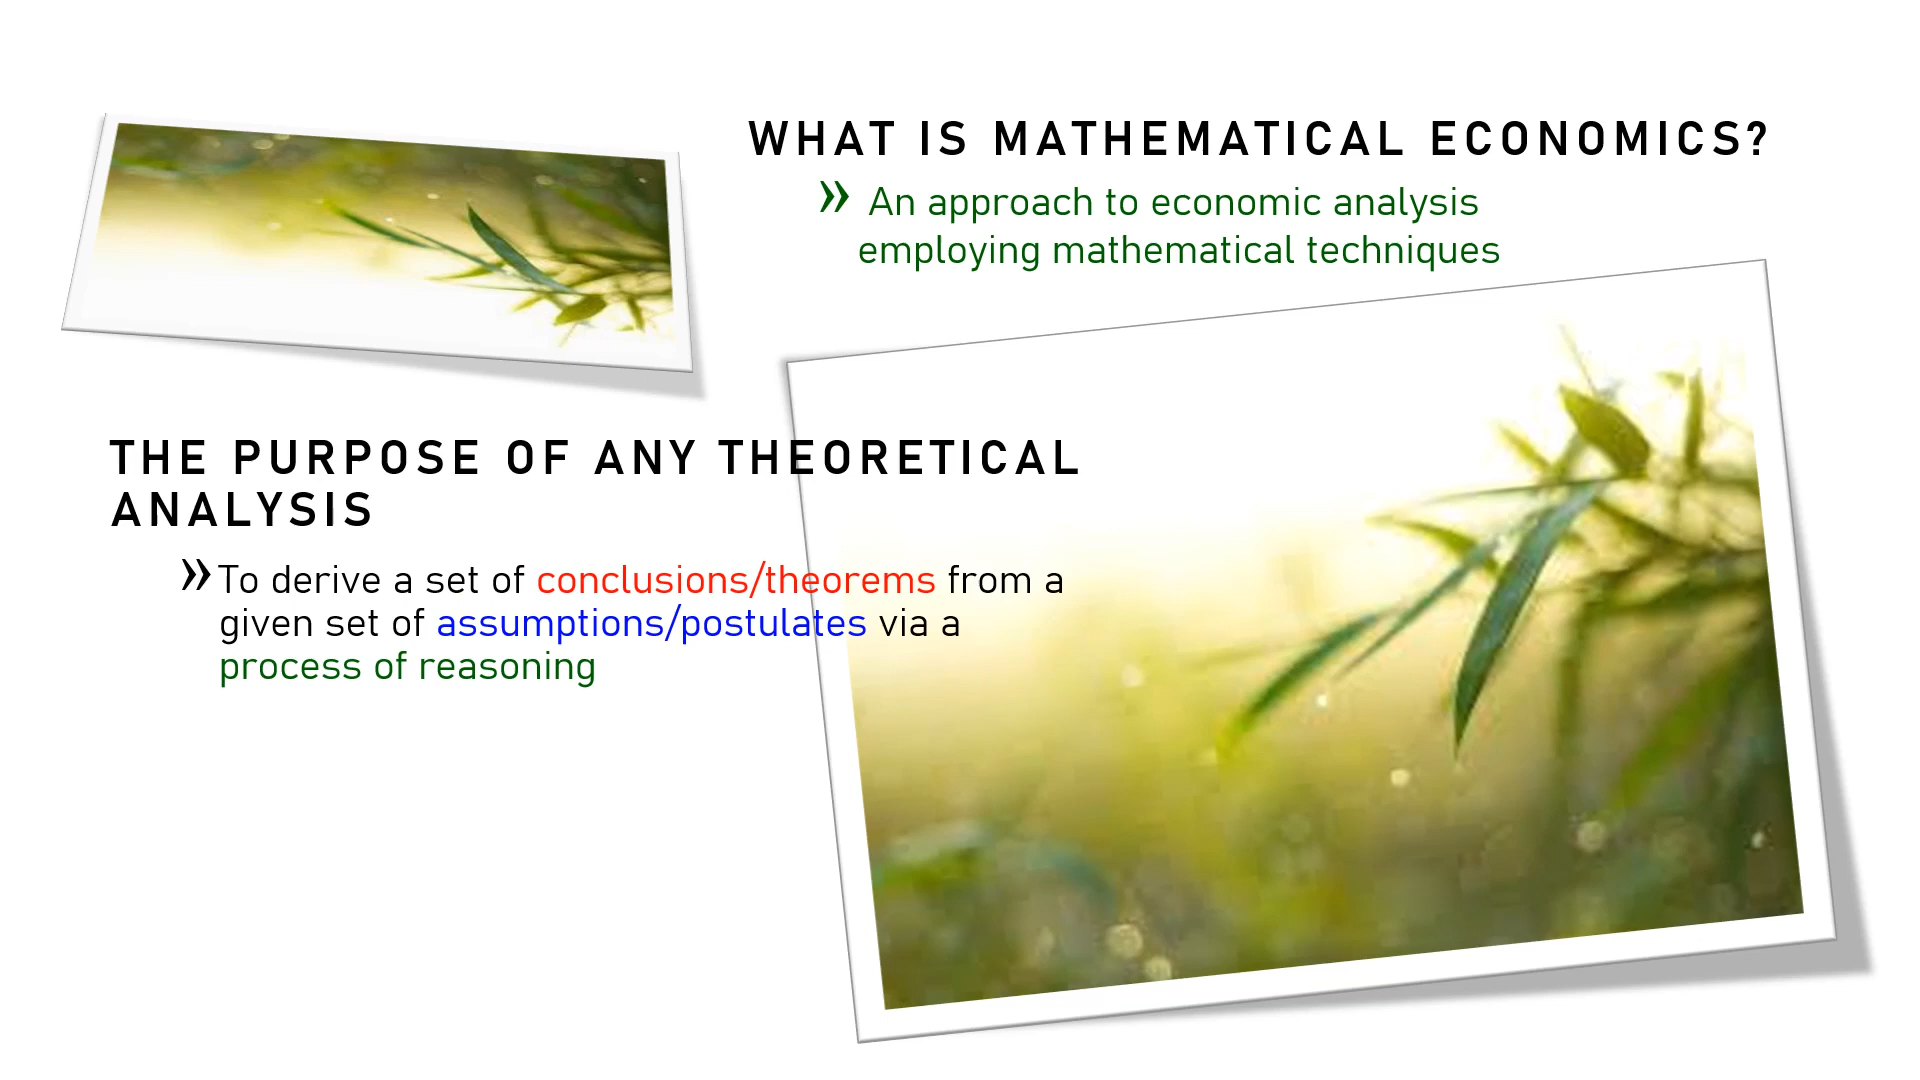 WHAT IS MATHEMATICAL ECONOMICS?
» An approach to economic analysis
employing mathematical techniques
THE PURPOSE OF ANY THEORETICAL
ANALYSIS
» To derive a set of conclusions/theorems from a
given set of assumptions/postulates via a
process of reasoning